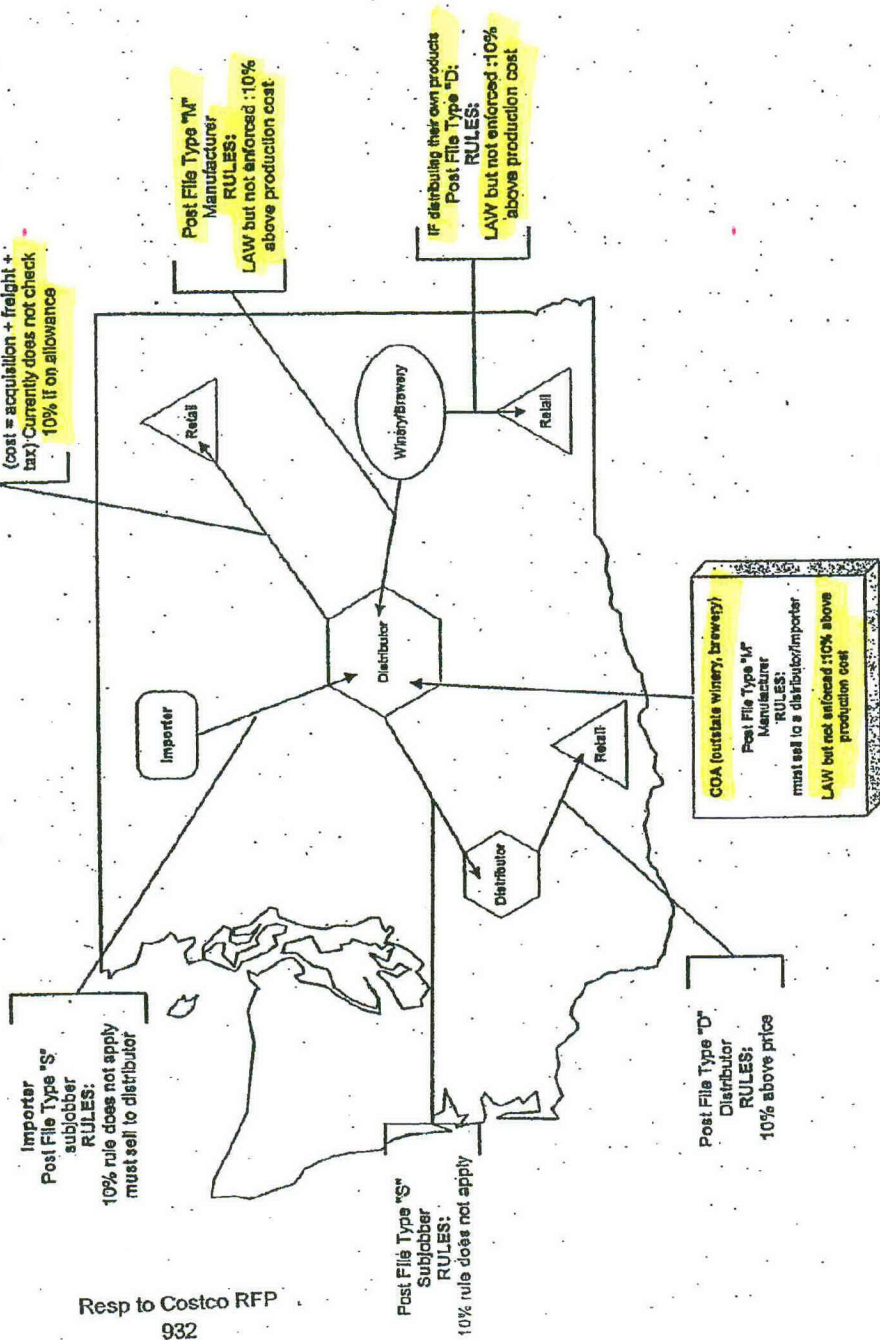 (cost = acquisition + freight +
tax) Currently does not check
10% if on allowance
Post File Type "M"
Manufacturer
RULES:
LAW but not enforced :10%
above production cost
IF distributing their own products
Post File Type "D:
RULES:
LAW but not enforced :10%
above production cost
Retail
Winery/Brewery
Retail
Importer
Distributor
Distributor
Retail
COA (outstate winery, brewery)
Post File Type "M"
Manufacturer
RULES:
must sell to a distributor/importer
LAW but not enforced :10% above
production cost
Importer
Post File Type "S"
subjobber
RULES:
10% rule does not apply
must sell to distributor
Post File Type "S"
Subjobber
RULES:
10% rule does not apply
Post File Type "D"
Distributor
RULES:
10% above price
Resp to Costco RFP
932